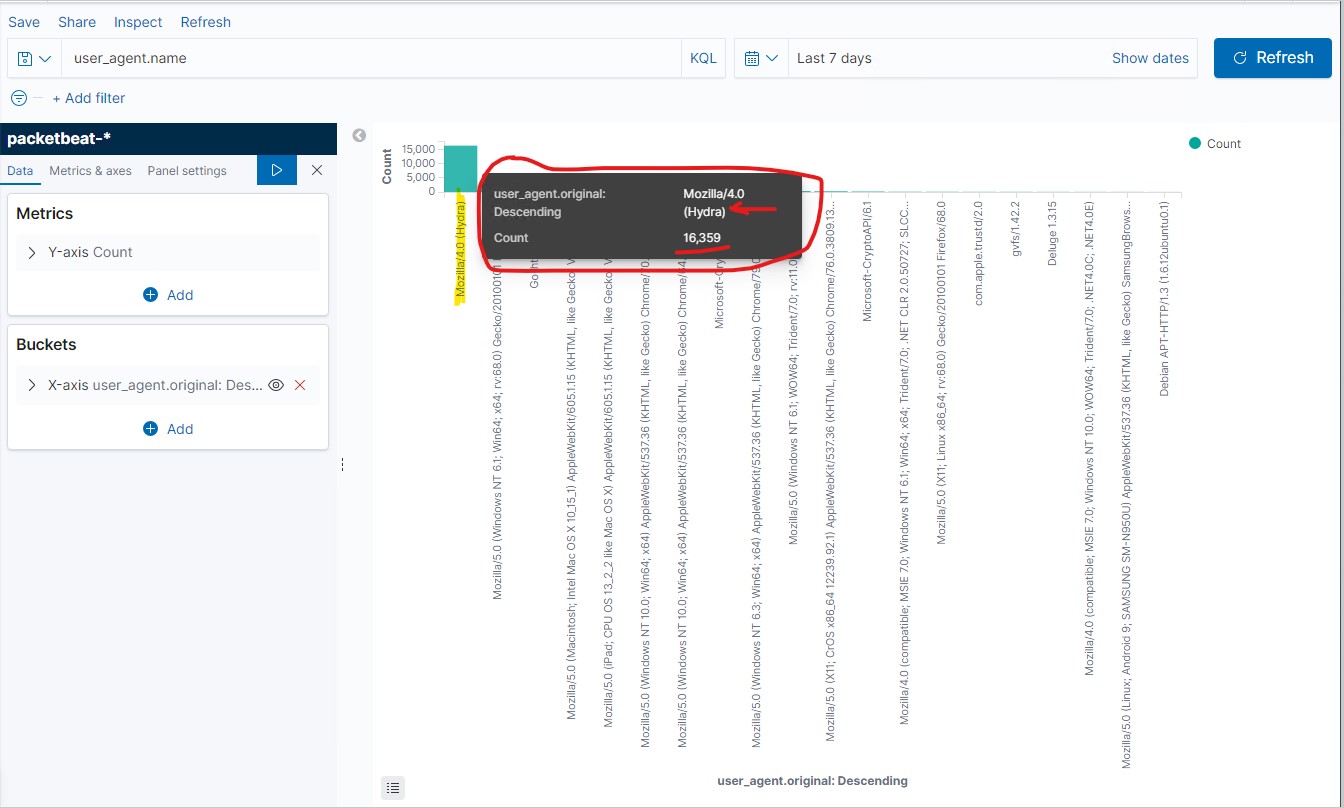 Save Share Inspect Refresh
user_agent.name KQL Last 7 days Show dates Refresh
+ Add filter
packetbeat-*
Data Metrics & axes Panel settings
Metrics
Y-axis Count
Add
Buckets
X-axis user_agent.original: Des...
Add
Count
15,000
10,000
5,000
0
Count
user_agent.original: Descending Mozilla/4.0 (Hydra)
Count 16,359
Mozilla/4.0 (Hydra)
Mozilla/5.0 (Windows NT 6.1; Win64; x64; rv:68.0) Gecko/20100101
Mozilla/5.0 (Macintosh; Intel Mac OS X 10_15_1) AppleWebKit/605.1.15 (KHTML, like Gecko)
Mozilla/5.0 (iPad; CPU OS 13_2_2 like Mac OS X) AppleWebKit/605.1.15 (KHTML, like Gecko)
Mozilla/5.0 (Windows NT 10.0; Win64; x64) AppleWebKit/537.36 (KHTML, like Gecko) Chrome/70.
Mozilla/5.0 (Windows NT 10.0; Win64; x64) AppleWebKit/537.36 (KHTML, like Gecko) Chrome/64.
Mozilla/5.0 (Windows NT 6.3; Win64; x64) AppleWebKit/537.36 (KHTML, like Gecko)
Mozilla/5.0 (Windows NT 6.1; WOW64; Trident/7.0; rv:11.0
Mozilla/5.0 (X11; CrOS x86_64 12239.92.1) AppleWebKit/537.36 (KHTML, like Gecko) Chrome/76.0.3809.13...
Microsoft-CryptoAPI/6.1
Mozilla/4.0 (compatible; MSIE 7.0; Windows NT 6.1; Win64; x64; Trident/7.0; .NET CLR 2.0.50727; SLCC...
Mozilla/5.0 (X11; Linux x86_64; rv:68.0) Gecko/20100101 Firefox/68.0
com.apple.trustd/2.0
gvfs/1.42.2
Deluge 1.3.15
Mozilla/4.0 (compatible; MSIE 7.0; Windows NT 10.0; WOW64; Trident/7.0; .NET4.0C; .NET4.0E)
Mozilla/5.0 (Linux; Android 9; SAMSUNG SM-N950U) AppleWebKit/537.36 (KHTML, like Gecko) SamsungBrows...
Debian APT-HTTP/1.3 (1.6.12ubuntu0.1)
user_agent.original: Descending